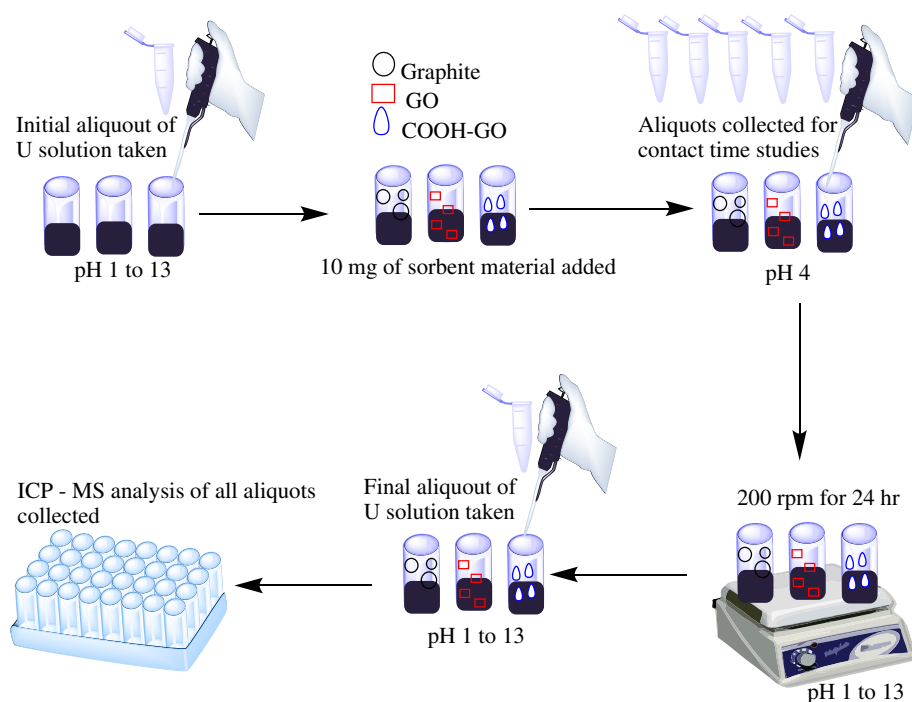 Initial aliquout of
U solution taken
pH 1 to 13
Graphite
GO
COOH-GO
10 mg of sorbent material added
Aliquots collected for
contact time studies
pH 4
200 rpm for 24 hr
pH 1 to 13
Final aliquout of
U solution taken
pH 1 to 13
ICP - MS analysis of all aliquots
collected